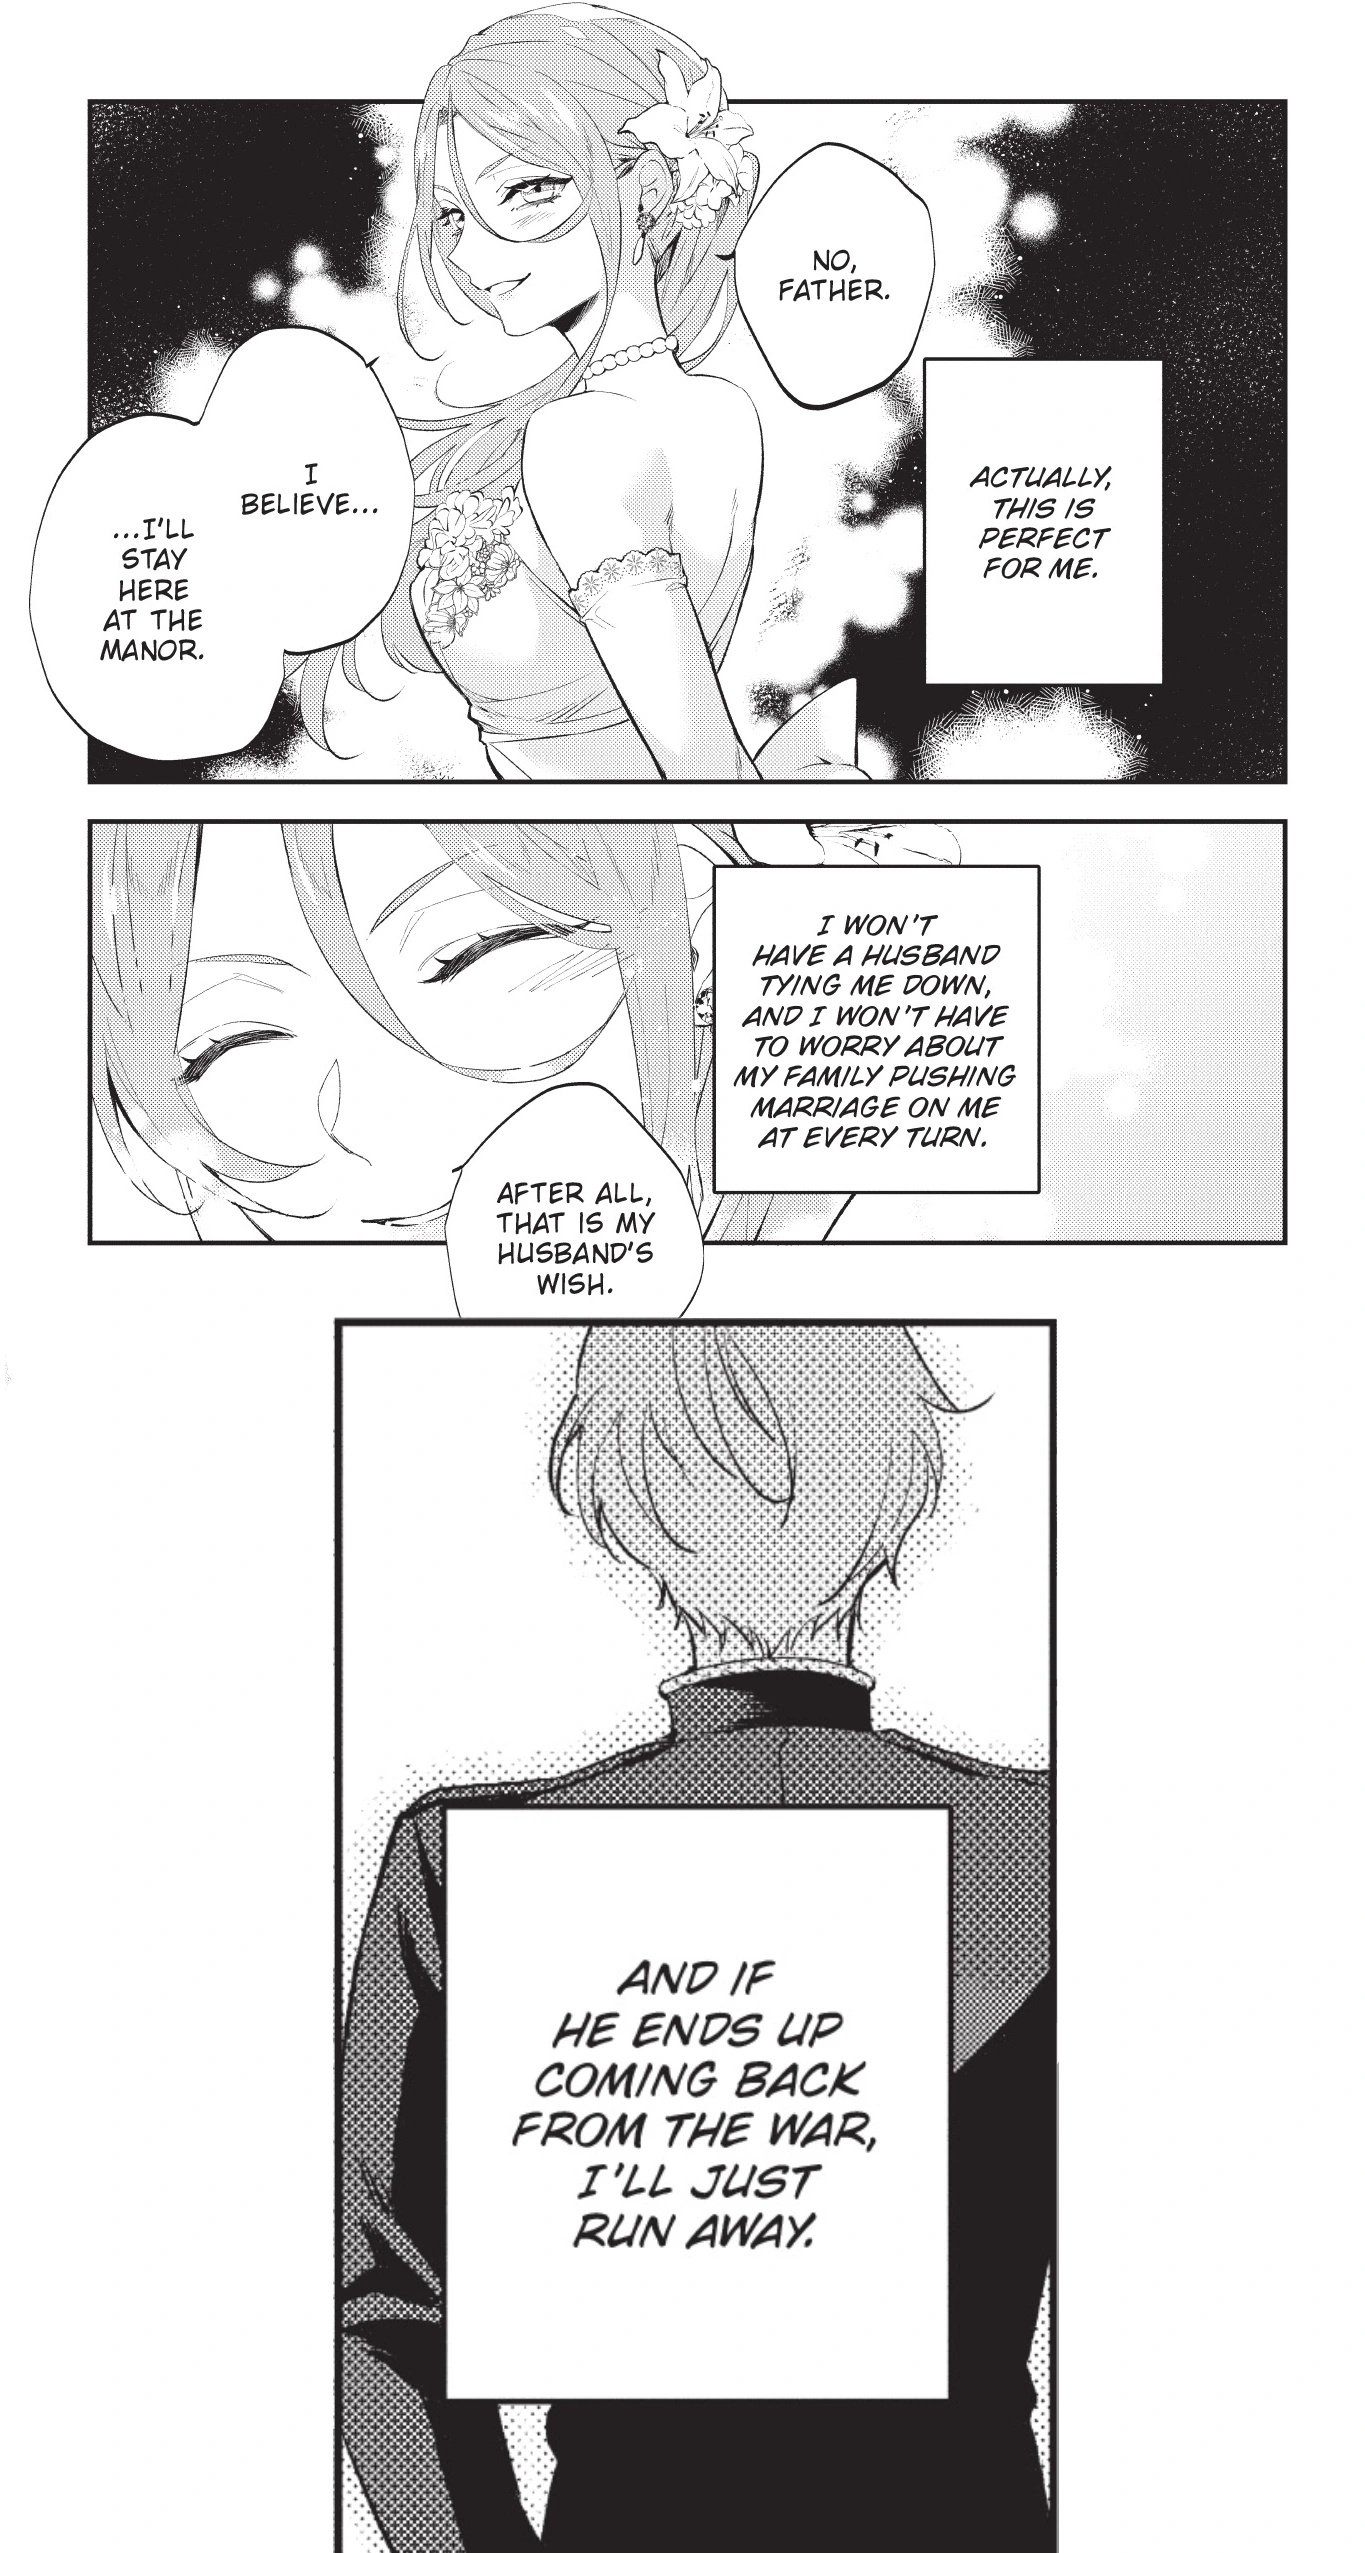 NO,
FATHER.
ACTUALLY,
THIS IS
PERFECT
FOR ME.
I
BELIEVE...
...I'LL
STAY
HERE
AT THE
MANOR.
I WON'T
HAVE A HUSBAND
TYING ME DOWN,
AND I WON'T HAVE
TO WORRY ABOUT
MY FAMILY PUSHING
MARRIAGE ON ME
AT EVERY TURN.
AFTER ALL,
THAT IS MY
HUSBAND'S
WISH.
AND IF
HE ENDS UP
COMING BACK
FROM THE WAR,
I'LL JUST
RUN AWAY.